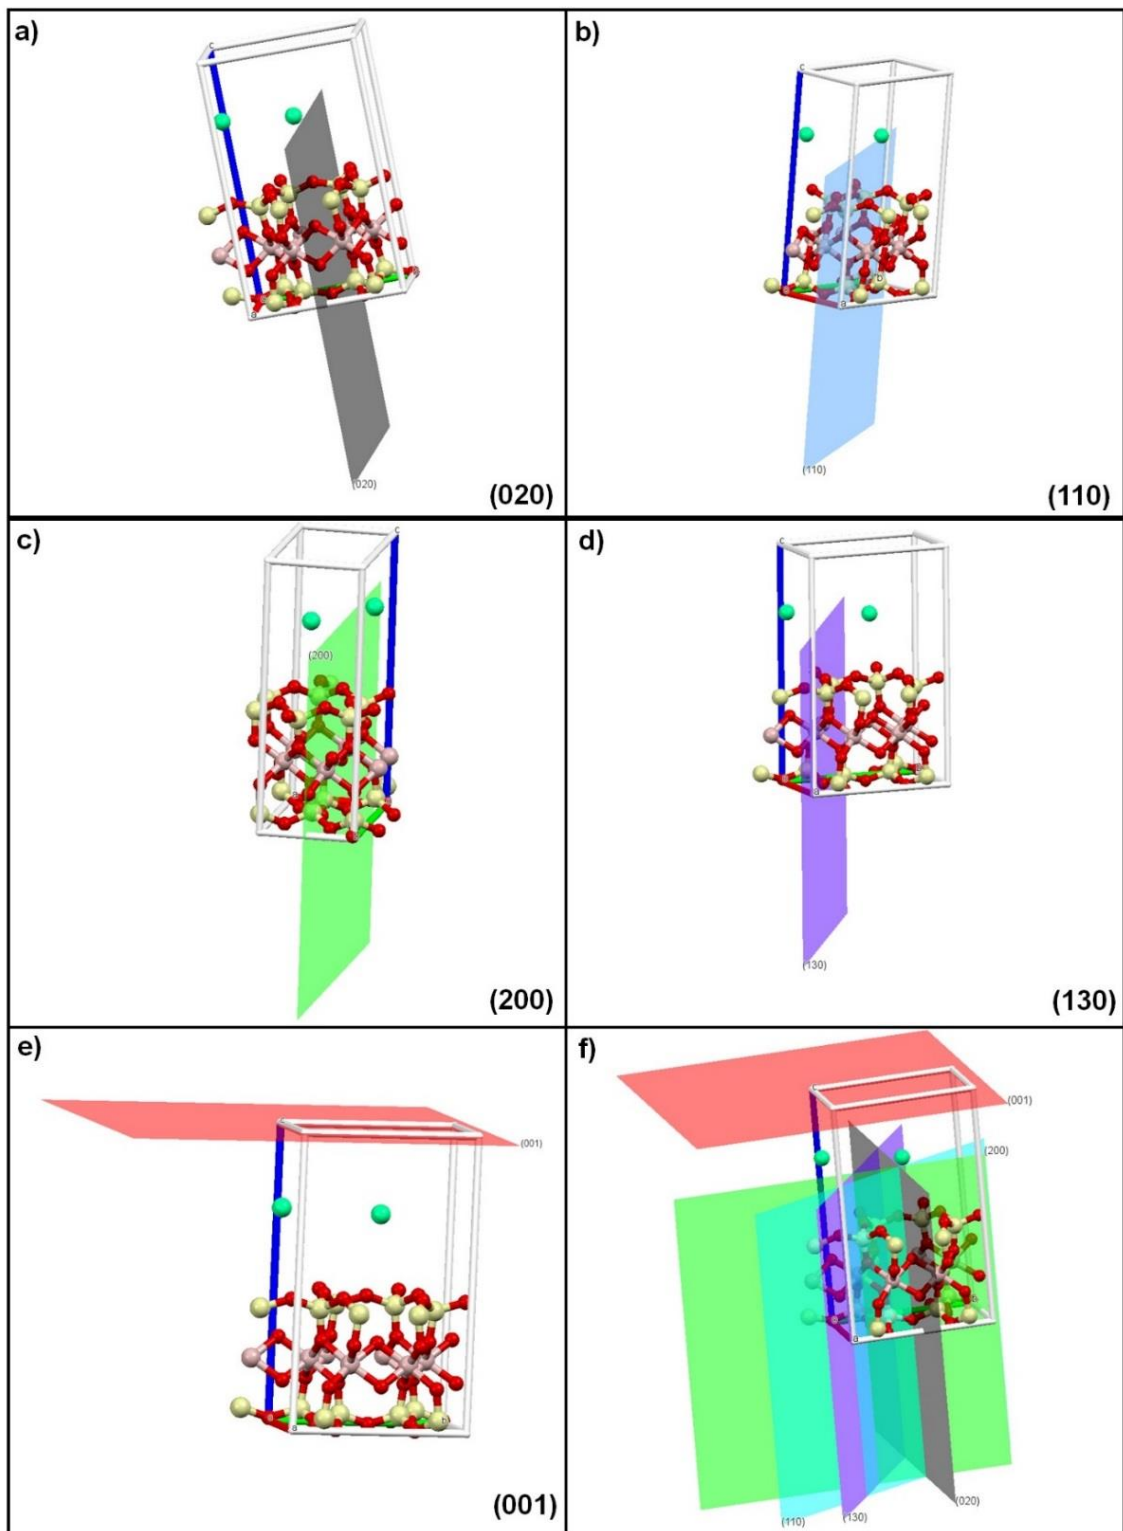 a)
c
a
(020)
(020)
b)
c
b
a
(110)
(110)
c)
c
(200)
(200)
d)
c
a
(130)
(130)
e)
(001)
a
b
(001)
f)
c
(001)
(200)
a
(020)
(110)
(130)